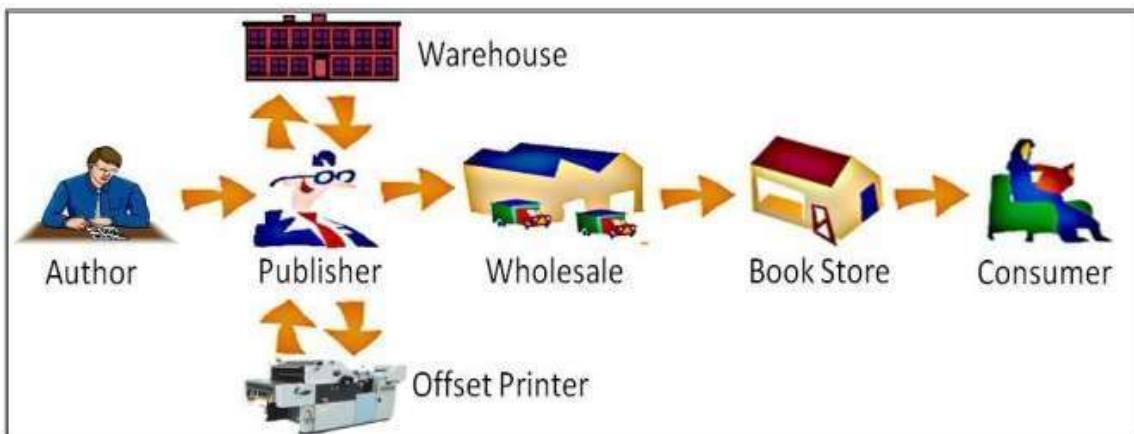 Warehouse
Author
Publisher
Wholesale
Book Store
Consumer
Offset Printer